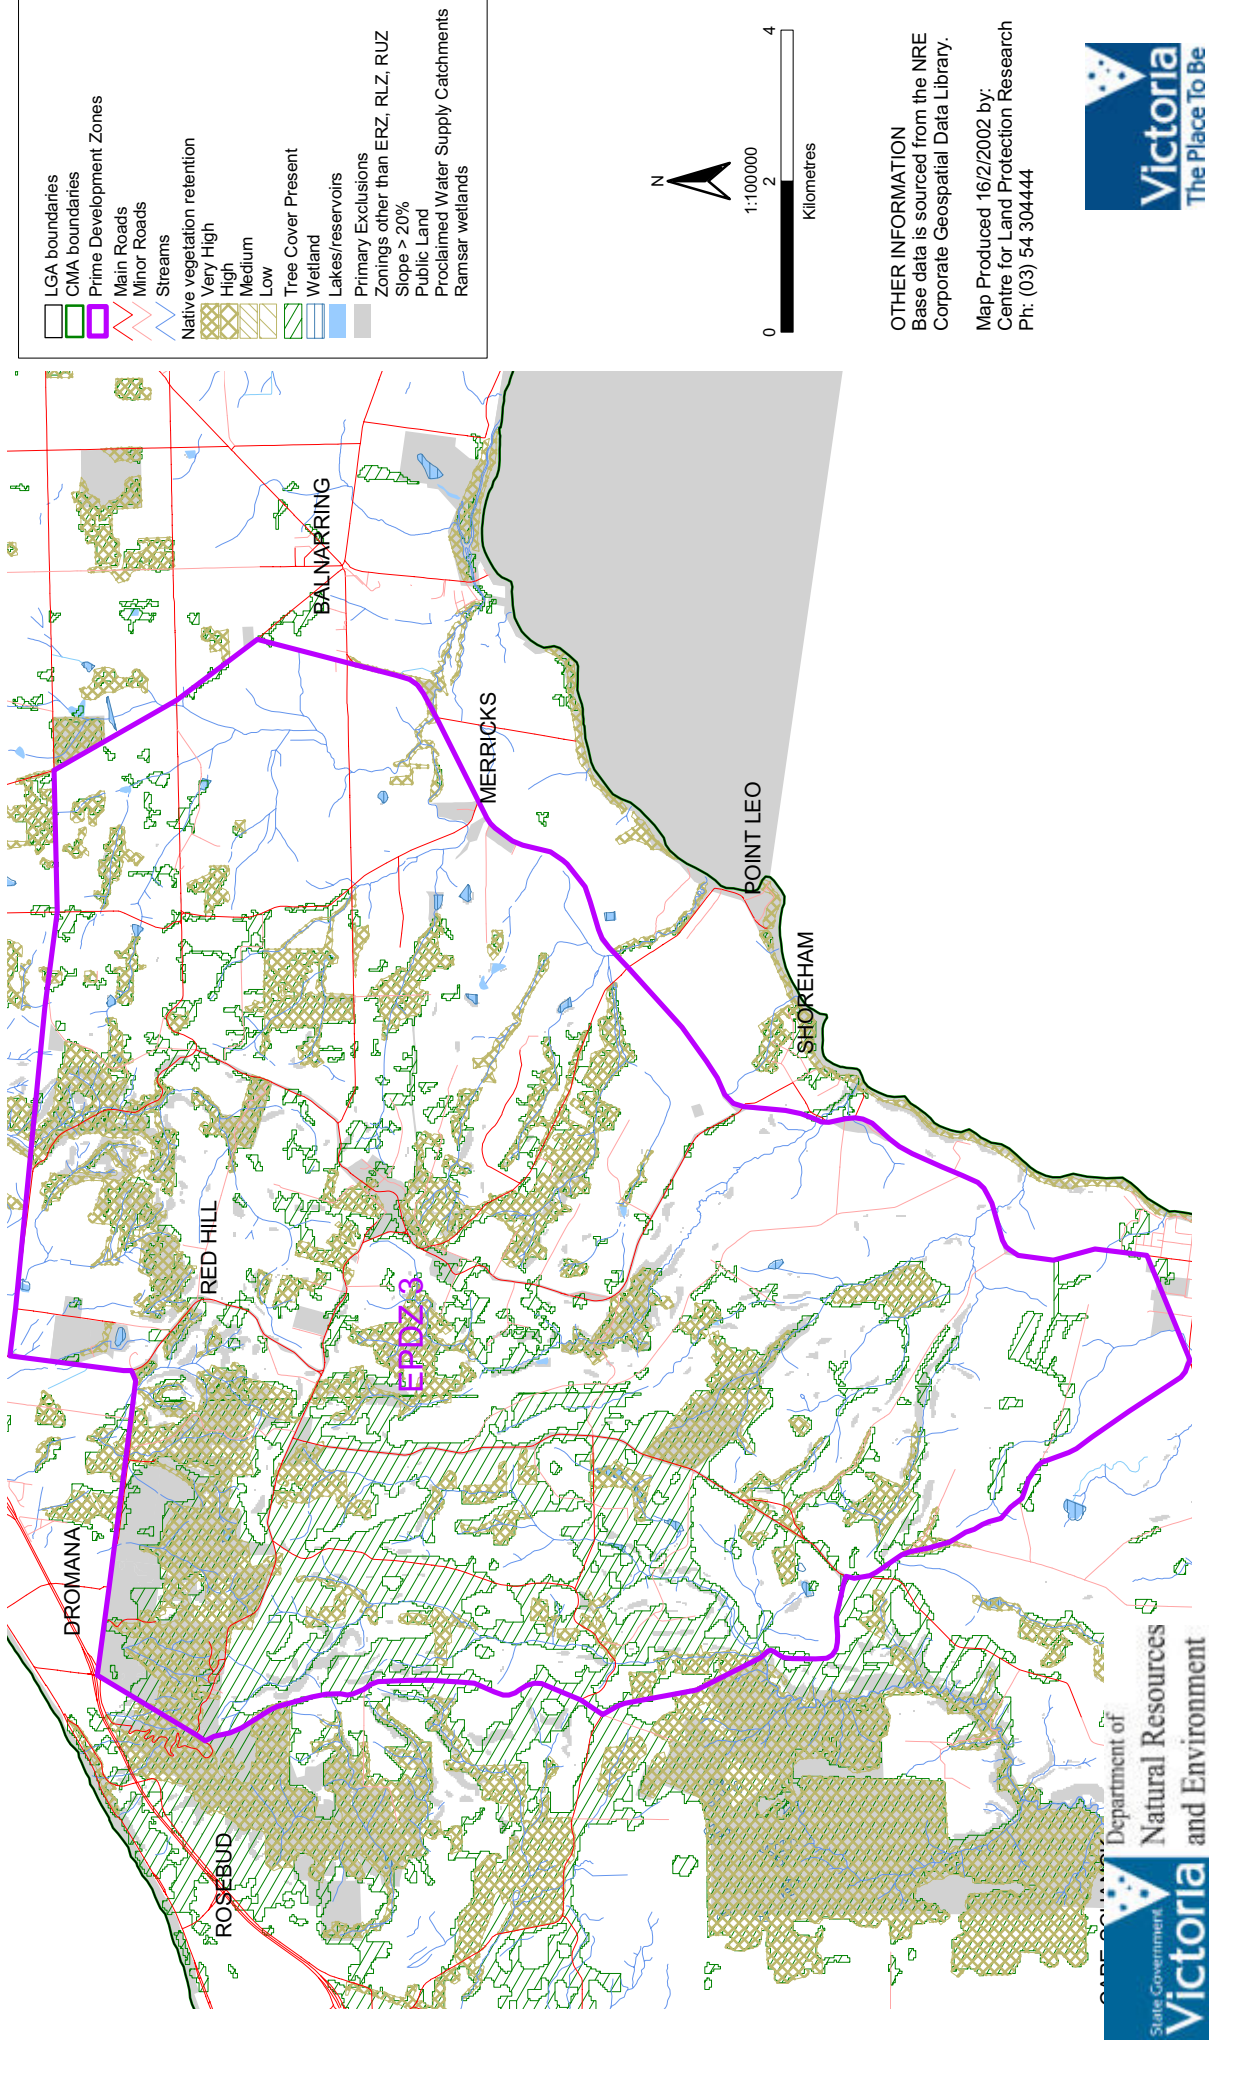 LGA boundaries
CMA boundaries
Prime Development Zones
Main Roads
Minor Roads
Streams
Native vegetation retention
Very High
High
Medium
Low
Tree Cover Present
Wetland
Lakes/reservoirs
Primary Exclusions
Zonings other than ERZ, RLZ, RUZ
Slope > 20%
Public Land
Proclaimed Water Supply Catchments
Ramsar wetlands
N
1:100000
0
2
4
Kilometres
OTHER INFORMATION
Base data is sourced from the NRE
Corporate Geospatial Data Library.
Map Produced 16/2/2002 by:
Centre for Land Protection Research
Ph: (03) 54 304444
Victoria
The Place To Be
BALNARRING
MERRICKS
POINT LEO
SHOREHAM
RED HILL
EPDZ 3
DROMANA
ROSEBUD
State Government
Victoria
Department of
Natural Resources
and Environment